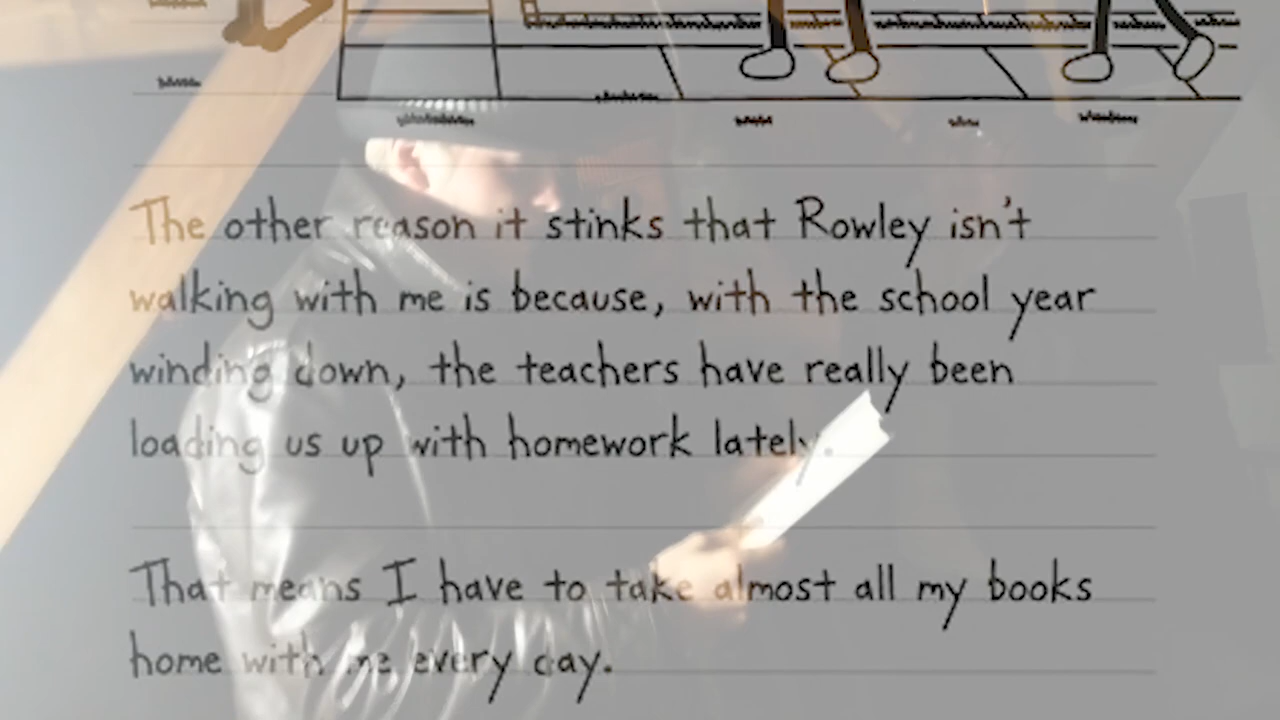 The other reason it stinks that Rowley isn't
walking with me is because, with the school year
winding down, the teachers have really been
loading us up with homework lately.
That means I have to take almost all my books
home with me every day.